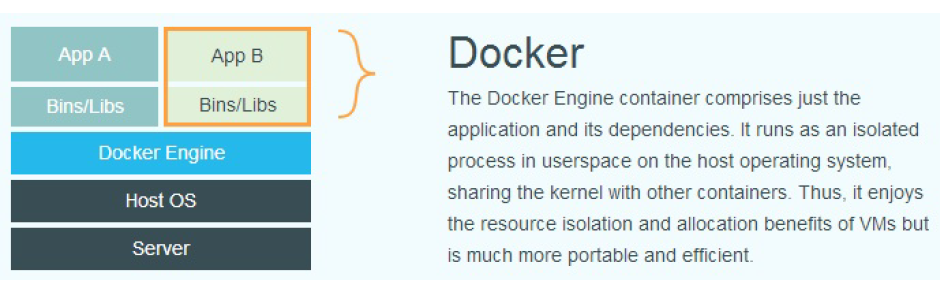 App A
App B
Bins/Libs
Bins/Libs
Docker Engine
Host OS
Server
Docker
The Docker Engine container comprises just the
application and its dependencies. It runs as an isolated
process in userspace on the host operating system,
sharing the kernel with other containers. Thus, it enjoys
the resource isolation and allocation benefits of VMs but
is much more portable and efficient.